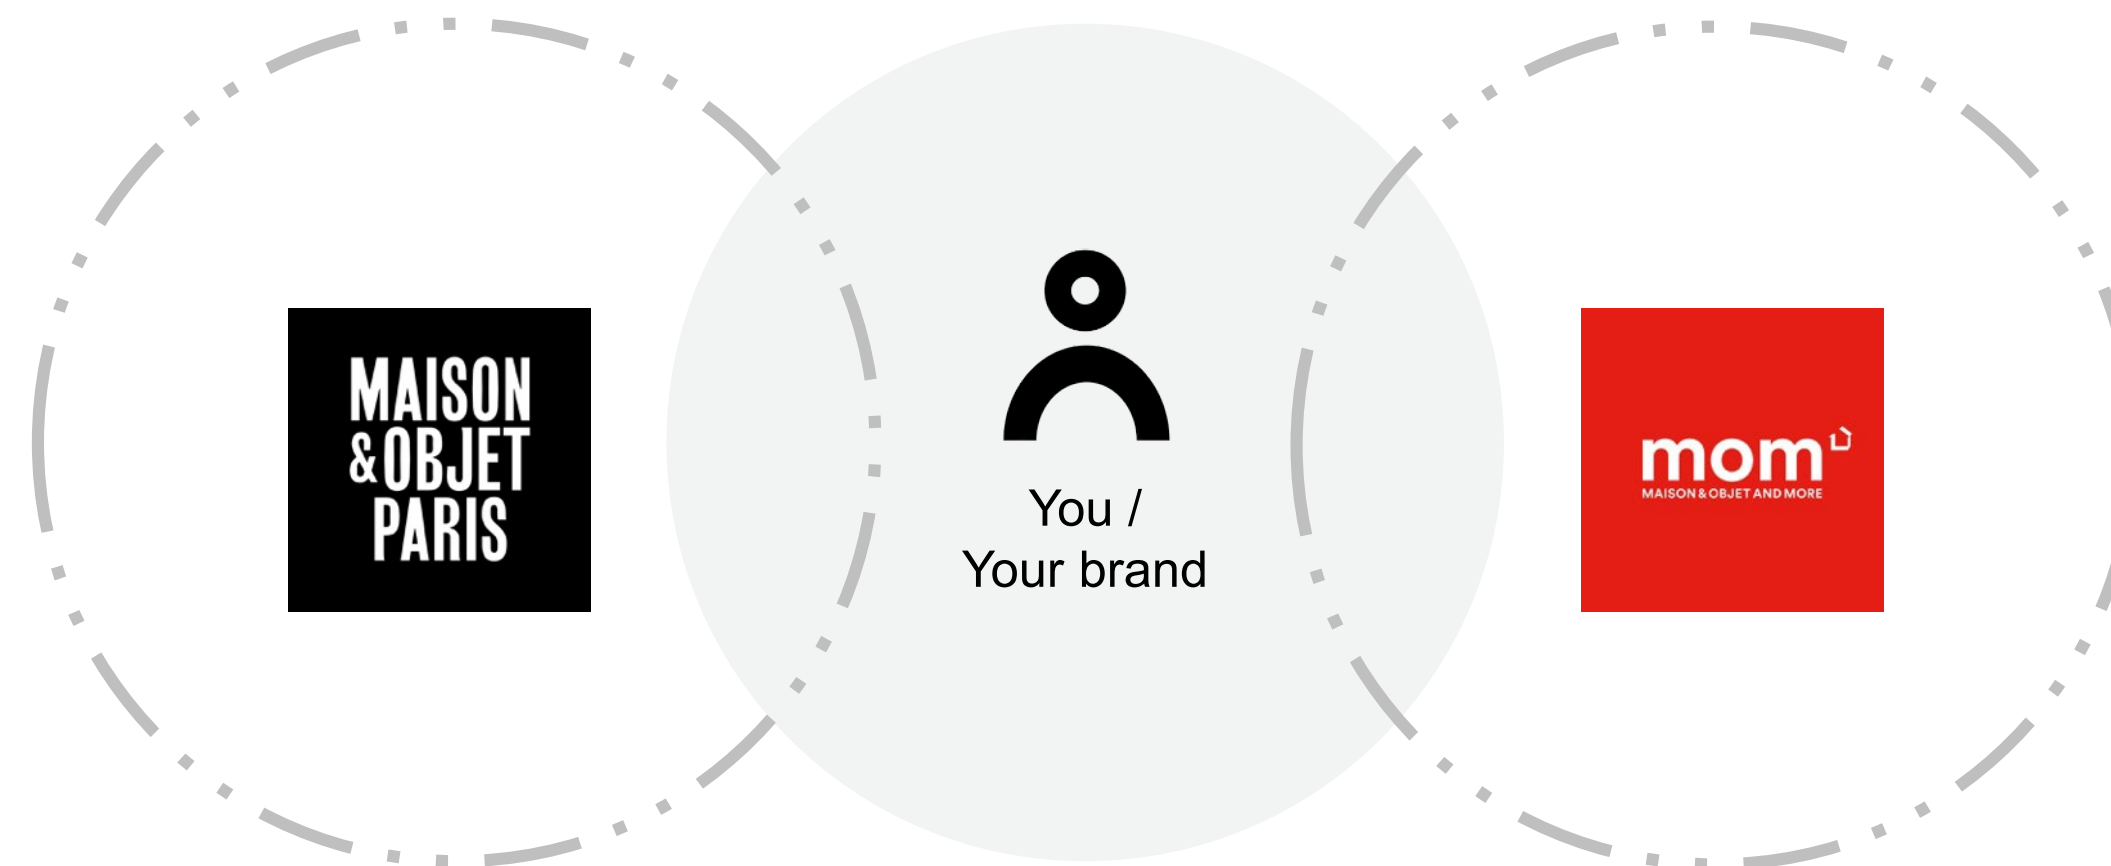 MAISON
&OBJET
PARIS
You /
Your brand
mom
MAISON & OBJET AND MORE